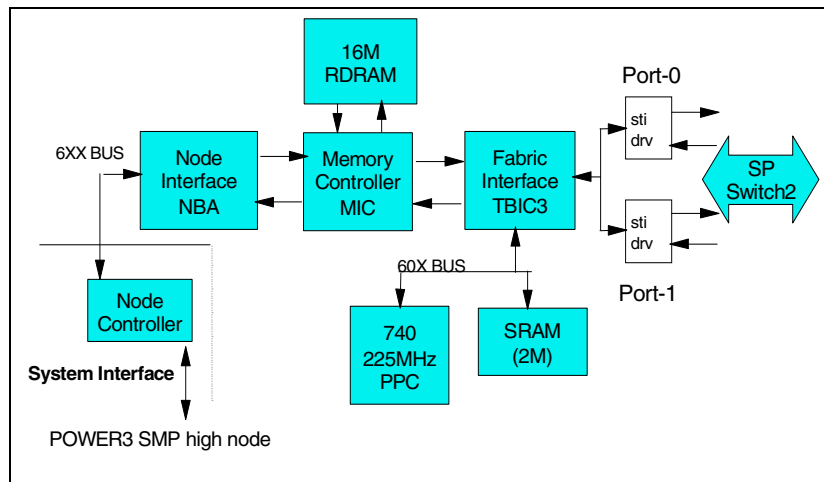 16M
RDRAM
Port-0
sti
drv
6XX BUS
Node
Interface
NBA
Memory
Controller
MIC
Fabric
Interface
TBIC3
SP
Switch2
sti
drv
Port-1
60X BUS
Node
Controller
740
225MHz
PPC
SRAM
(2M)
System Interface
POWER3 SMP high node